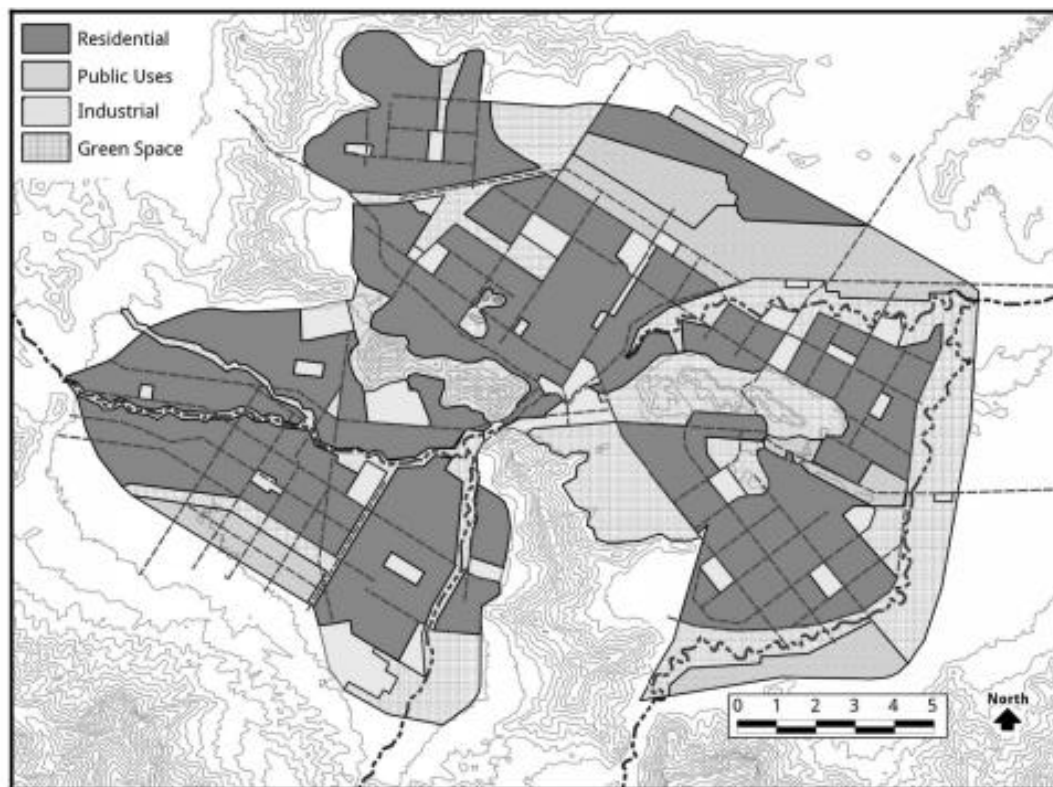 Residential
Public Uses
Industrial
Green Space
0 1 2 3 4 5
North